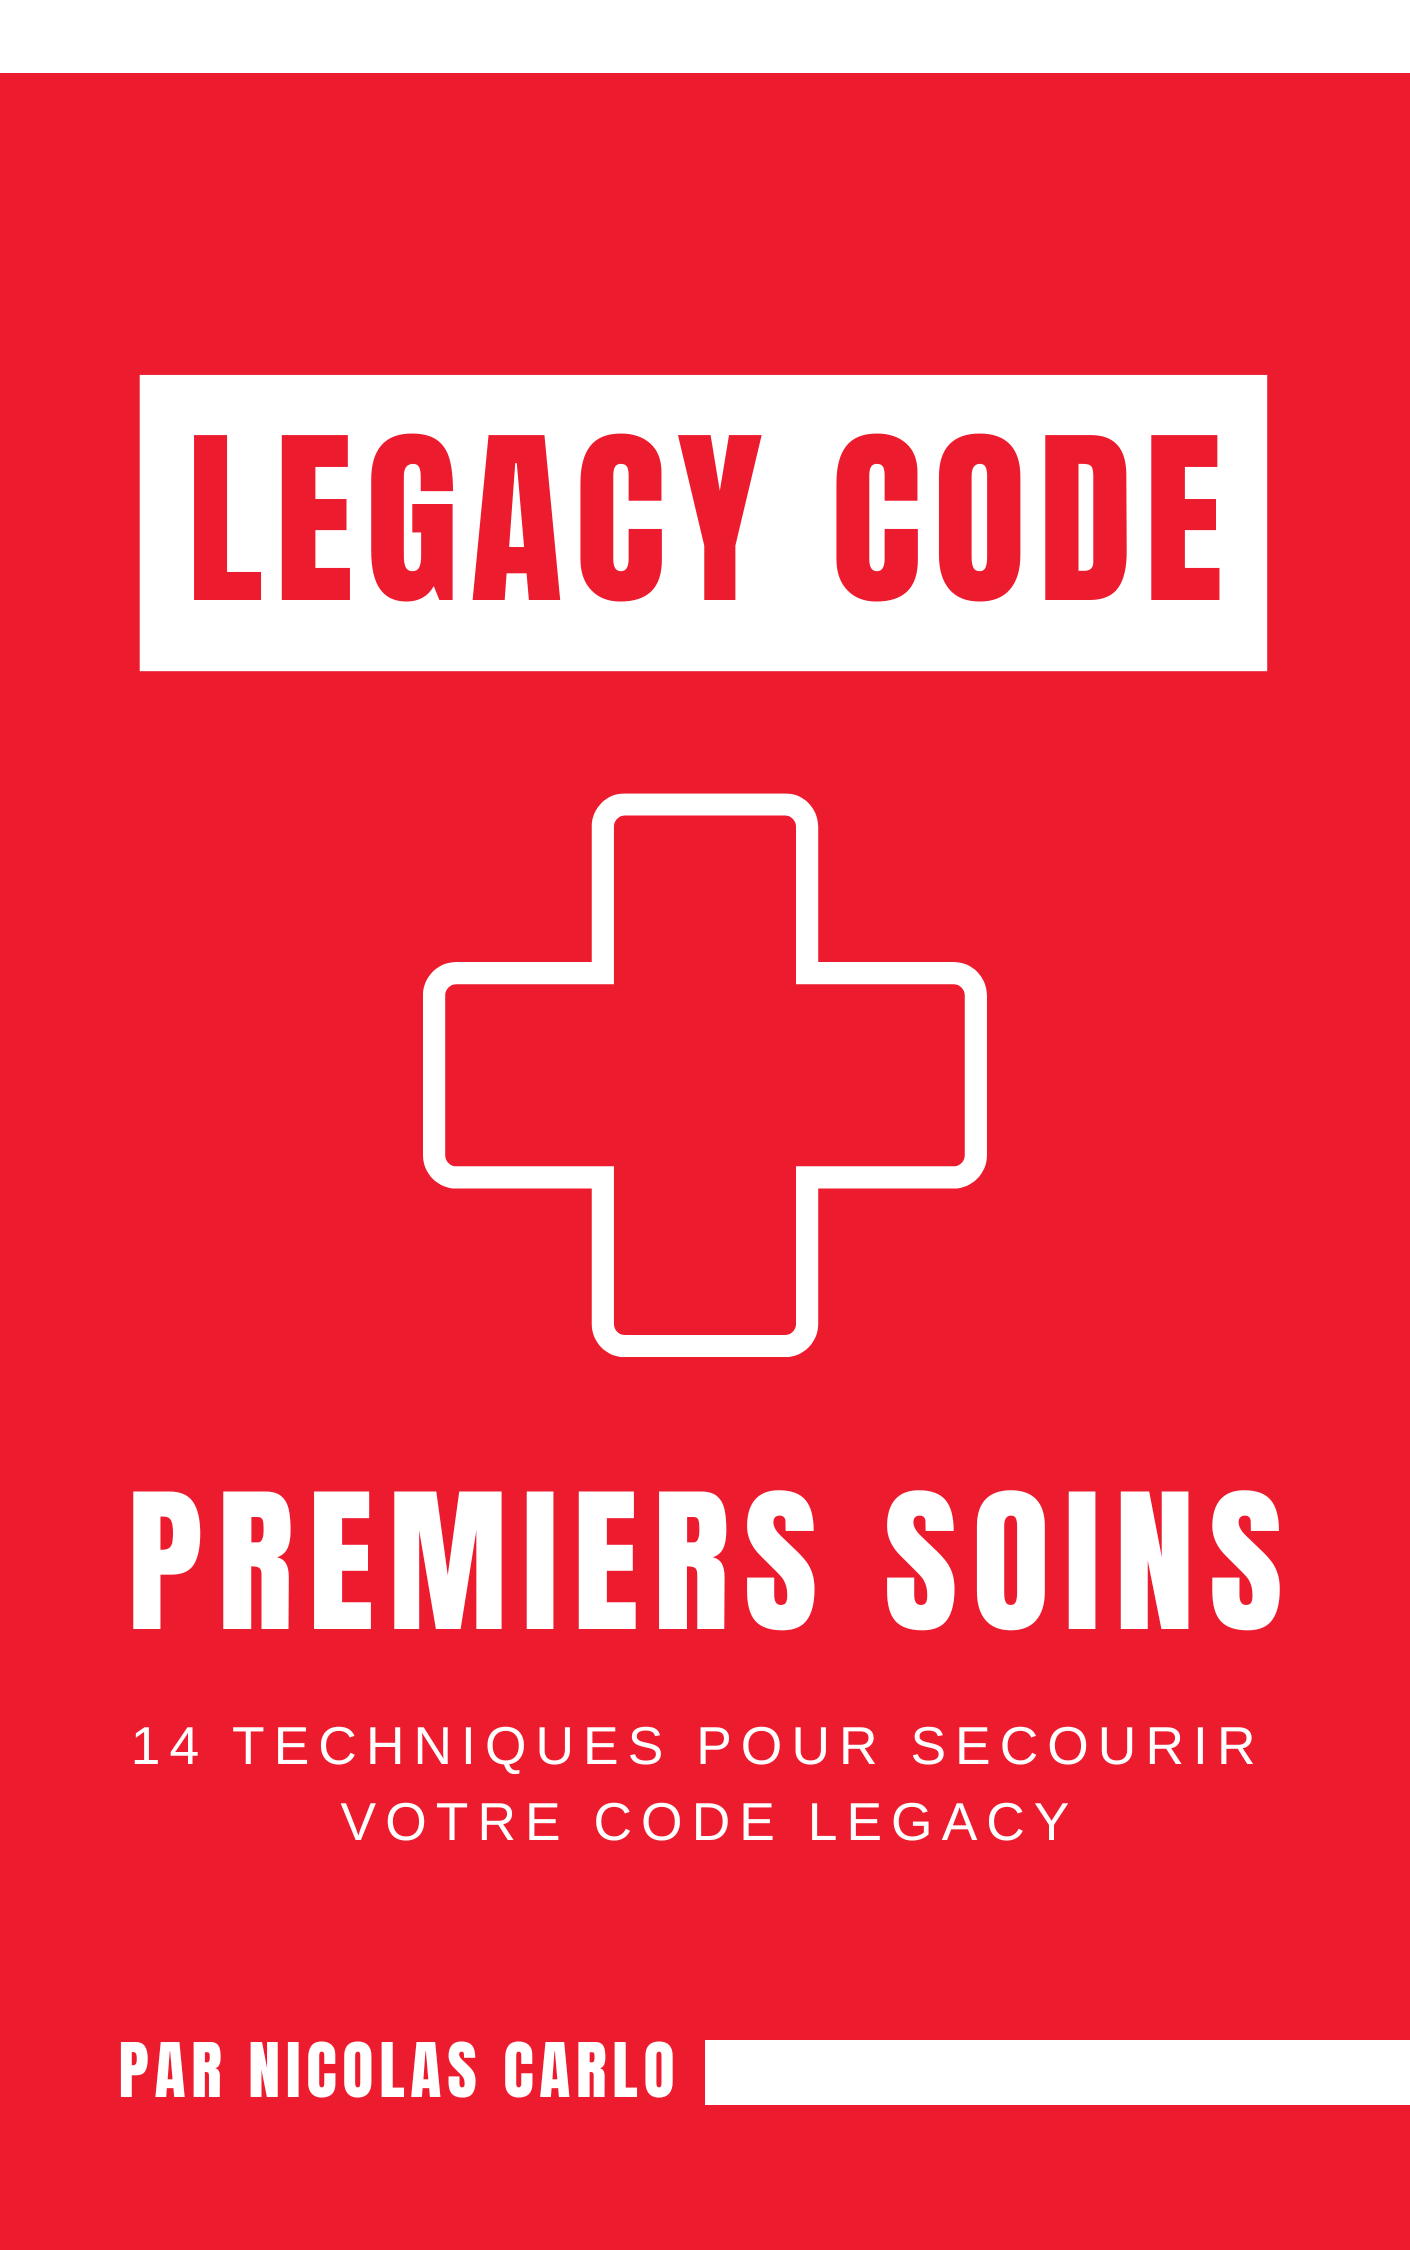 LEGACY CODE
PREMIERS SOINS
14 TECHNIQUES POUR SECOURIR
VOTRE CODE LEGACY
PAR NICOLAS CARLO